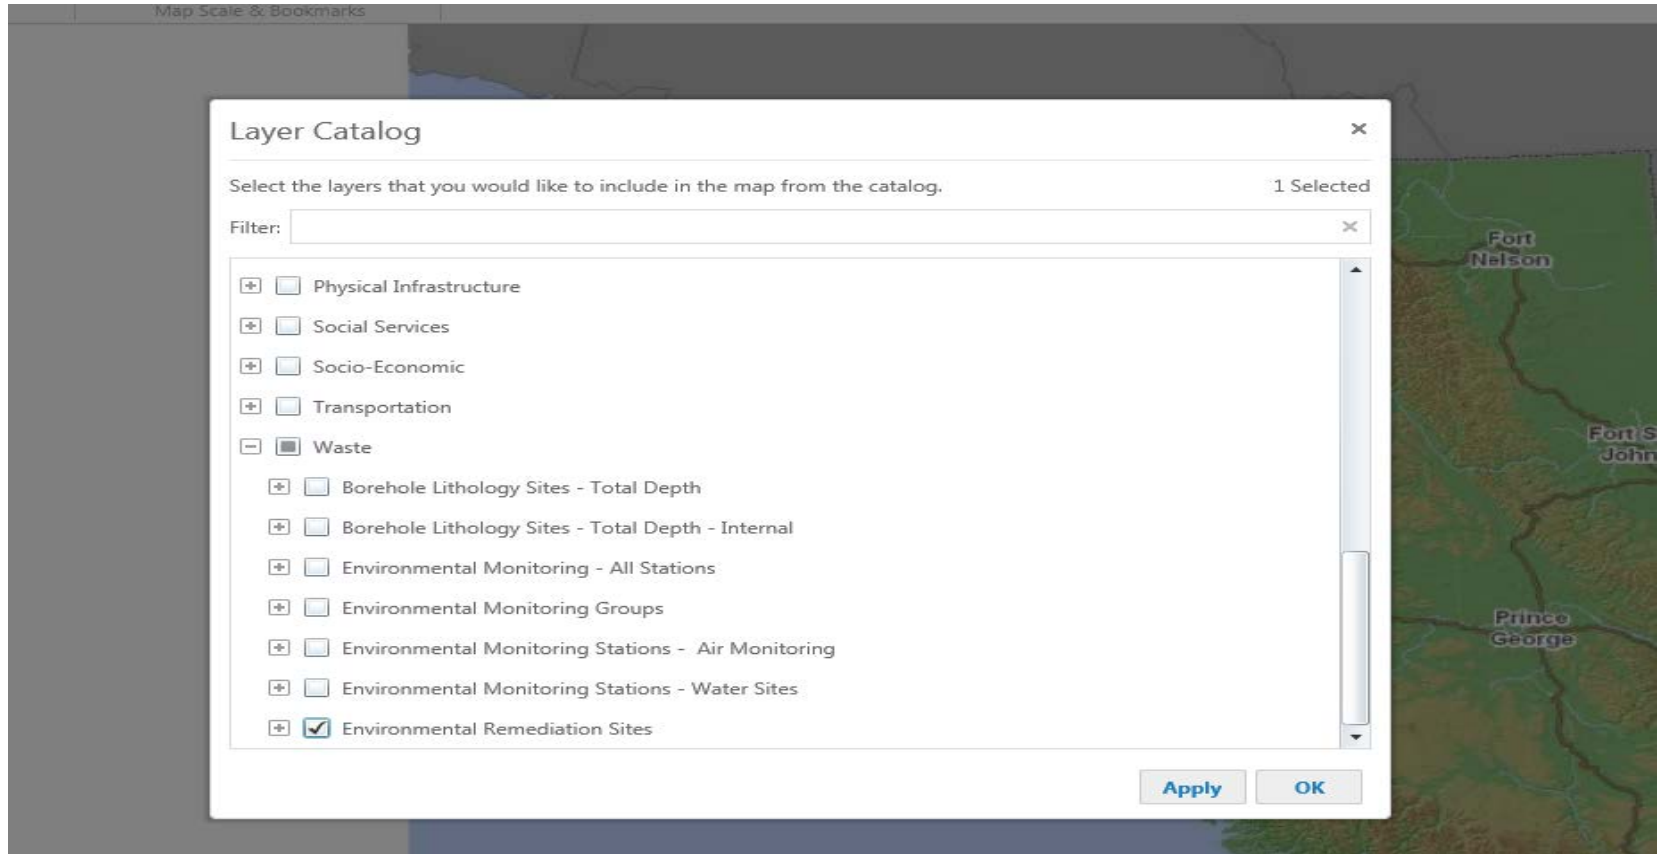 Map Scale & Bookmarks
Layer Catalog
Select the layers that you would like to include in the map from the catalog.
1 Selected
Filter:
Physical Infrastructure
Social Services
Socio-Economic
Transportation
Waste
Borehole Lithology Sites - Total Depth
Borehole Lithology Sites - Total Depth - Internal
Environmental Monitoring - All Stations
Environmental Monitoring Groups
Environmental Monitoring Stations - Air Monitoring
Environmental Monitoring Stations - Water Sites
Environmental Remediation Sites
Apply
OK
Fort
Nelson
Fort S
John
Prince
George